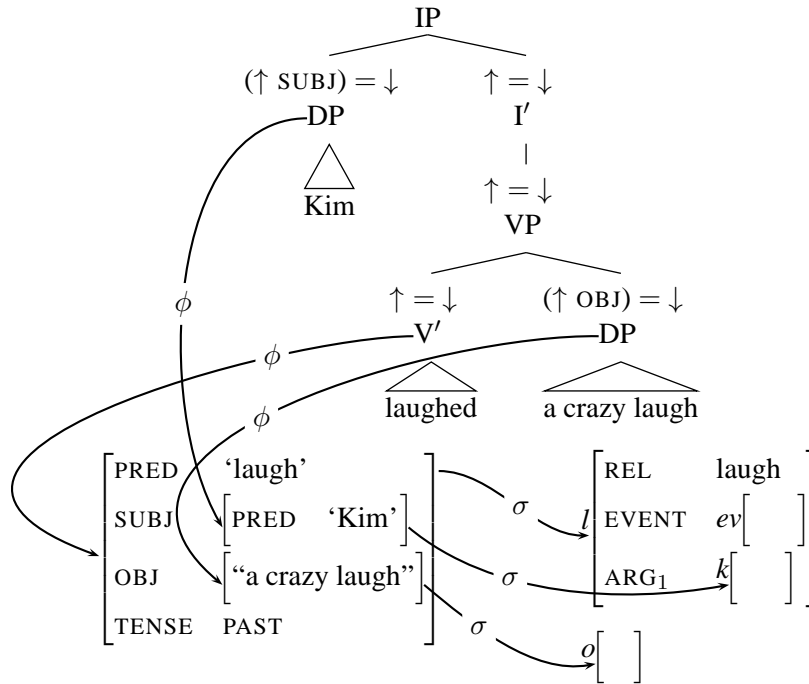 IP
(↑ SUBJ) = ↓ ↑ = ↓
DP I′
↑ = ↓
Kim VP
↑ = ↓ (↑ OBJ) = ↓
ϕ
V′ DP
ϕ
laughed a crazy laugh
ϕ
PRED ‘laugh’ REL laugh
σ
SUBJ PRED ‘Kim’ l EVENT ev
OBJ “a crazy laugh” σ ARG₁ k
TENSE PAST σ
o